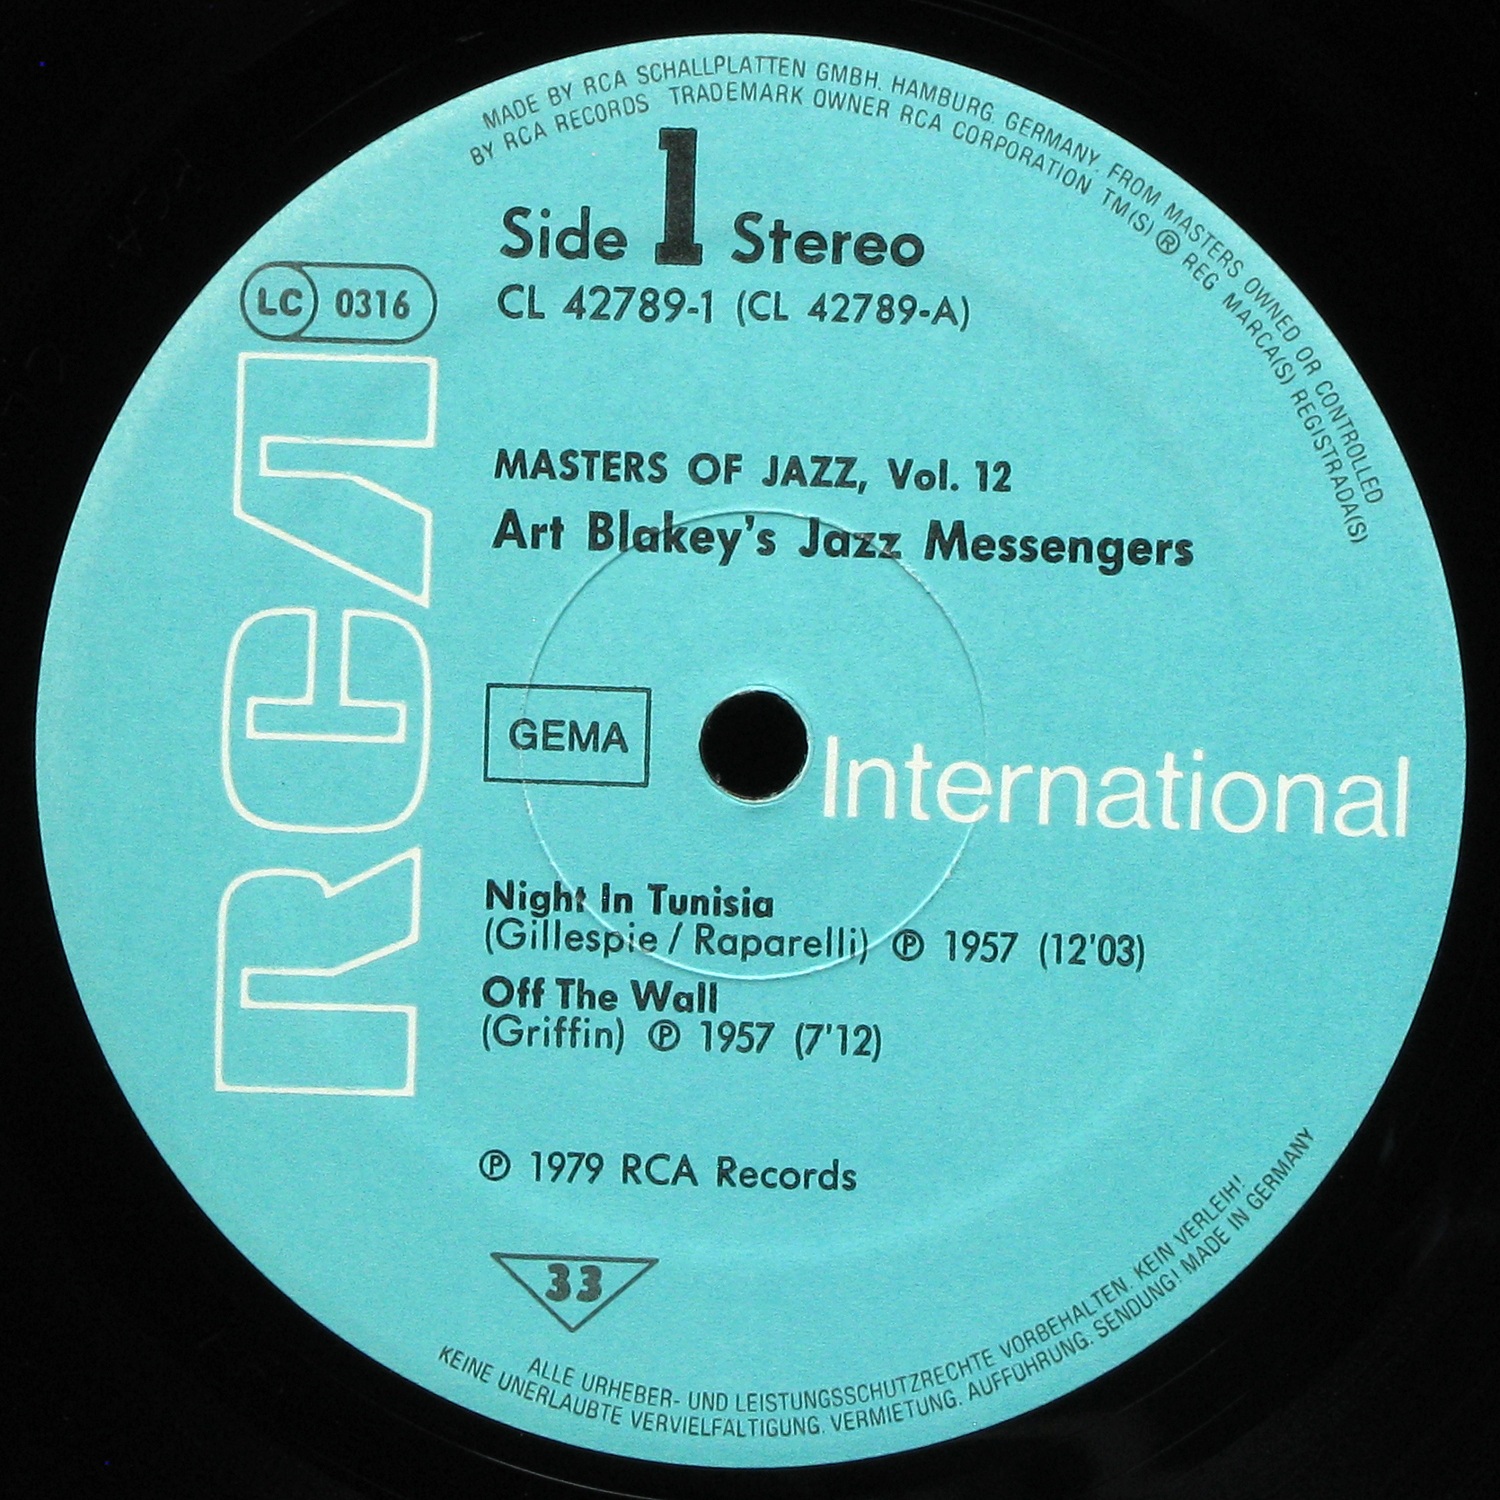 MADE BY RCA SCHALLPLATTEN GMBH. HAMBURG GERMANY. FROM MASTERS OWNED OR CONTROLLED
BY RCA RECORDS TRADEMARK OWNER RCA CORPORATION TM(S) ® REG MARCA(S) REGISTRADA(S)
Side 1 Stereo
LC 0316
CL 42789-1 (CL 42789-A)
RCA
MASTERS OF JAZZ, Vol. 12
Art Blakey's Jazz Messengers
GEMA
International
Night In Tunisia
(Gillespie / Raparelli) ℗ 1957 (12'03)
Off The Wall
(Griffin) ℗ 1957 (7'12)
℗ 1979 RCA Records
33
ALLE URHEBER- UND LEISTUNGSSCHUTZRECHTE VORBEHALTEN. KEIN VERLEIH!
KEINE UNERLAUBTE VERVIELFALTIGUNG. VERMIETUNG. AUFFÜHRUNG. SENDUNG! MADE IN GERMANY